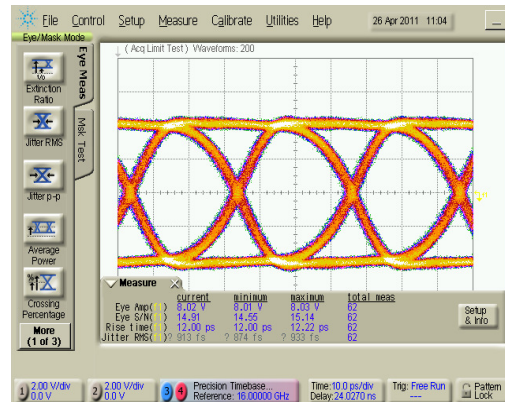 File Control Setup Measure Calibrate Utilities Help 26 Apr 2011 11:04
Eye/Mask Mode
( Acq Limit Test ) Waveforms: 200
Eye Meas
Msk Test
Extinction
Ratio
Jitter RMS
Jitter p-p
Average
Power
Crossing
Percentage
More
(1 of 3)
Measure
current minimum maximum total meas
Eye Amp( ) 8.02 V 8.01 V 8.03 V 62
Eye S/N( ) 14.91 14.55 15.14 62
Rise time( ) 12.00 ps 12.00 ps 12.22 ps 62
Jitter RMS( )? 913 fs ? 874 fs ? 933 fs 62
Setup
& Info
1 2.00 V/div
0.0 V
2 2.00 V/div
0.0 V
3 4 Precision Timebase...
Reference: 16.00000 GHz
Time:10.0 ps/div
Delay:24.0270 ns
Trig: Free Run
---
Pattern
Lock